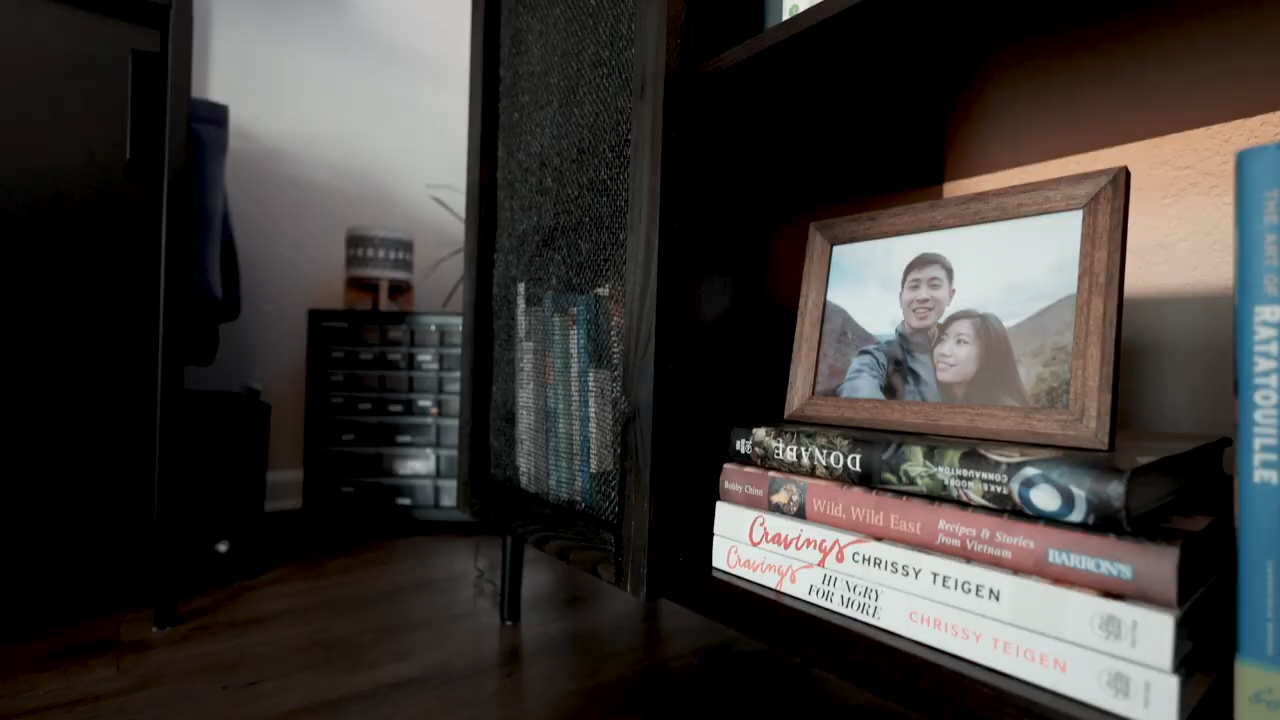 DONABE
TAKEI MOORE
CONNAUGHTON
Bobby Chinn
Wild, Wild East
Recipes & Stories
from Vietnam
BARRON'S
Cravings
CHRISSY TEIGEN
Cravings
HUNGRY
FOR MORE
CHRISSY TEIGEN
THE ART OF RATATOUILLE